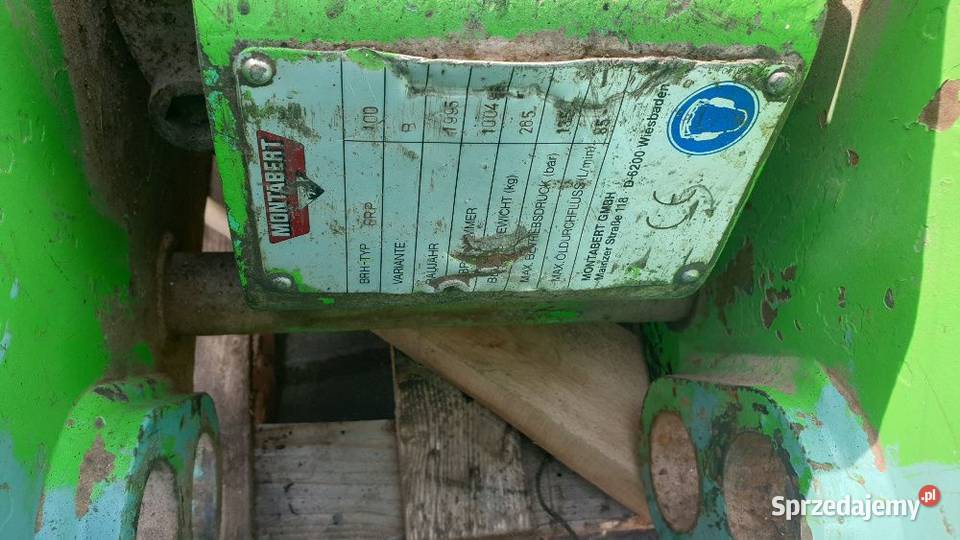 MONTABERT
BRH-TYP BRP 100
VARIANTE B
BAUJAHR 1995
1004
GEWICHT (kg) 285
MAX. BETRIEBSDRUCK (bar)
MAX. ÖLDURCHFLUSS (L/min) 85
MONTABERT GMBH
Mainzer Straße 118 D-6200 Wiesbaden
CE
Sprzedajemy.pl